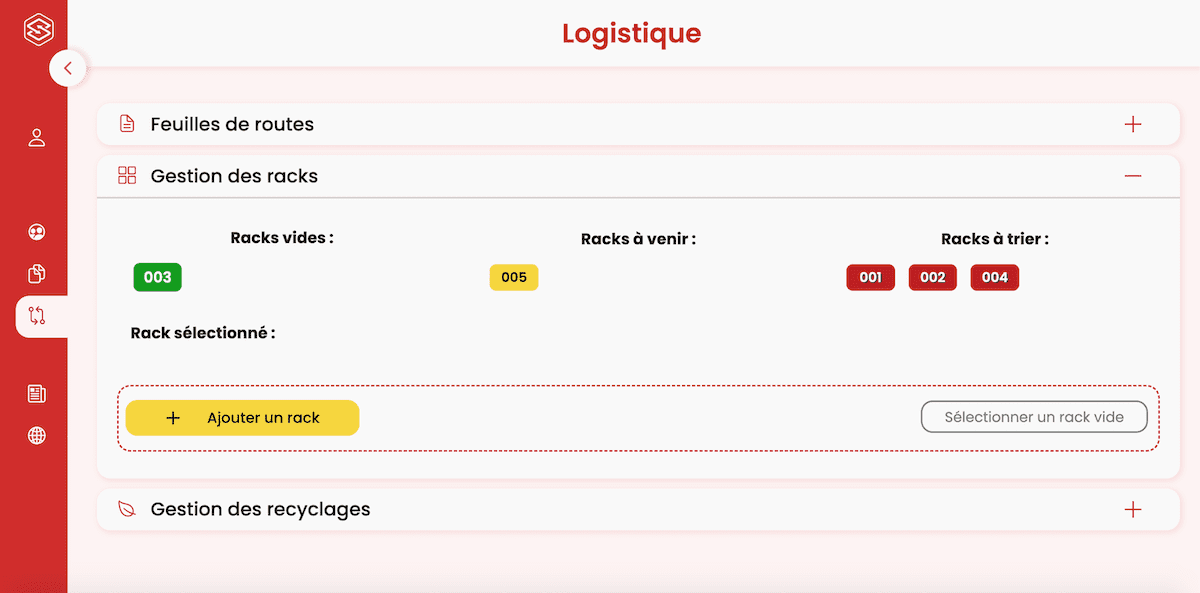 Logistique
Feuilles de routes
Gestion des racks
Racks vides :
Racks à venir :
Racks à trier :
003
005
001
002
004
Rack sélectionné :
Ajouter un rack
Sélectionner un rack vide
Gestion des recyclages